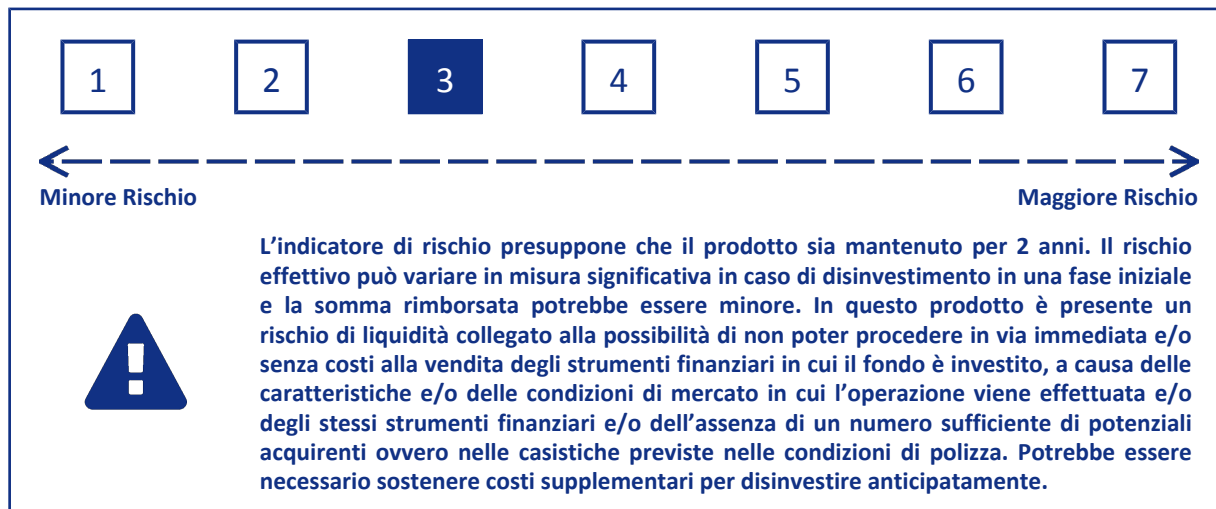 1 2 3 4 5 6 7
Minore Rischio Maggiore Rischio
L’indicatore di rischio presuppone che il prodotto sia mantenuto per 2 anni. Il rischio
effettivo può variare in misura significativa in caso di disinvestimento in una fase iniziale
e la somma rimborsata potrebbe essere minore. In questo prodotto è presente un
rischio di liquidità collegato alla possibilità di non poter procedere in via immediata e/o
senza costi alla vendita degli strumenti finanziari in cui il fondo è investito, a causa delle
caratteristiche e/o delle condizioni di mercato in cui l’operazione viene effettuata e/o
degli stessi strumenti finanziari e/o dell’assenza di un numero sufficiente di potenziali
acquirenti ovvero nelle casistiche previste nelle condizioni di polizza. Potrebbe essere
necessario sostenere costi supplementari per disinvestire anticipatamente.